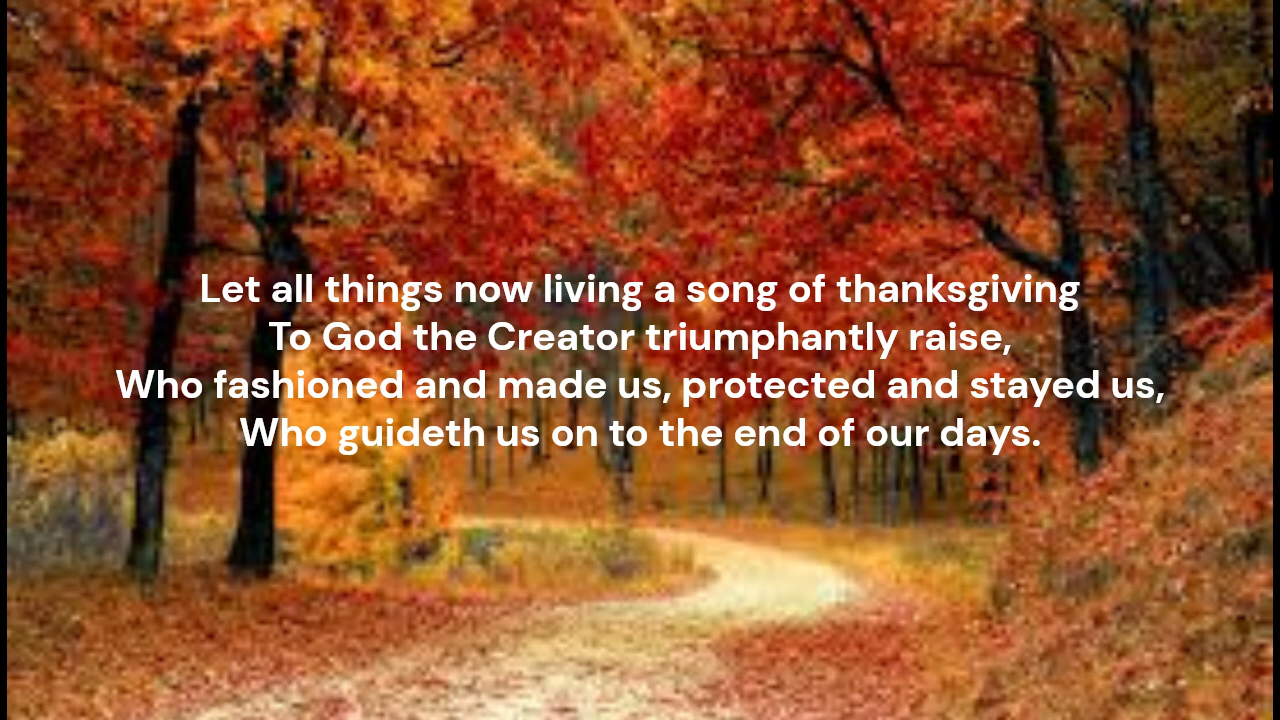 Let all things now living a song of thanksgiving
To God the Creator triumphantly raise,
Who fashioned and made us, protected and stayed us,
Who guideth us on to the end of our days.